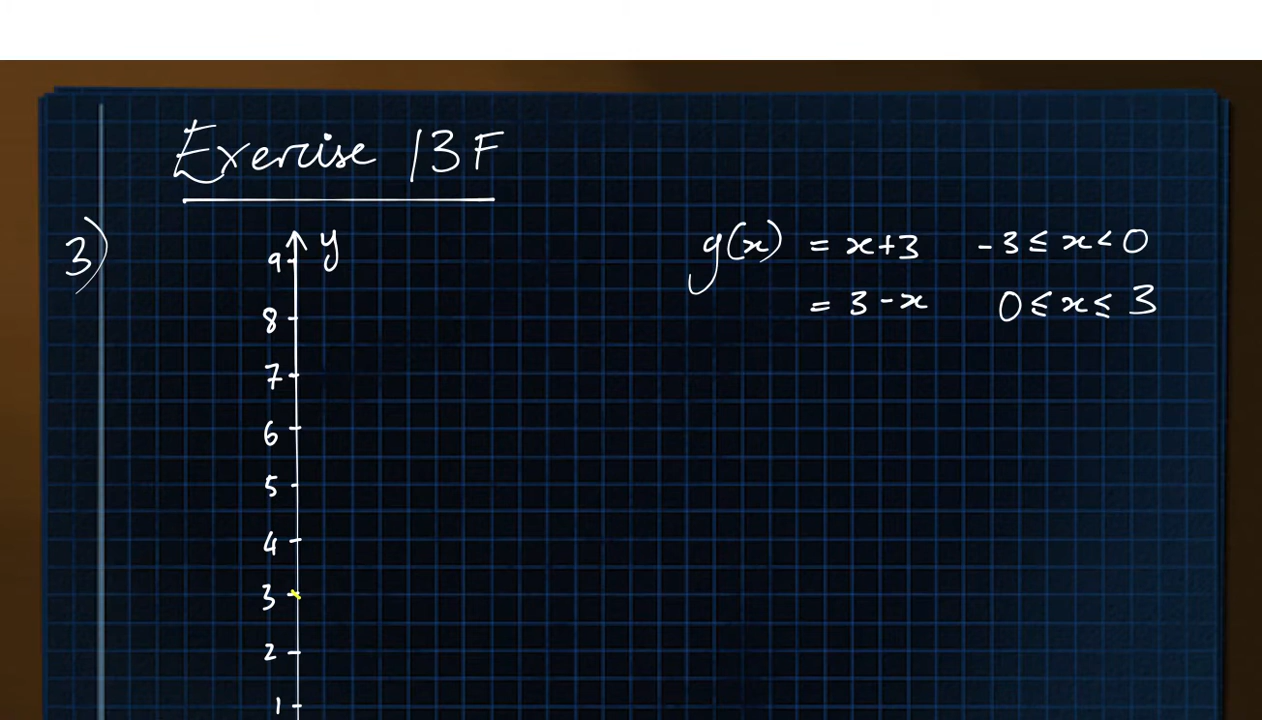 Exercise 13F
3)
y
g(x) = x+3 -3 ≤ x < 0
= 3-x 0 ≤ x ≤ 3
9
8
7
6
5
4
3
2
1